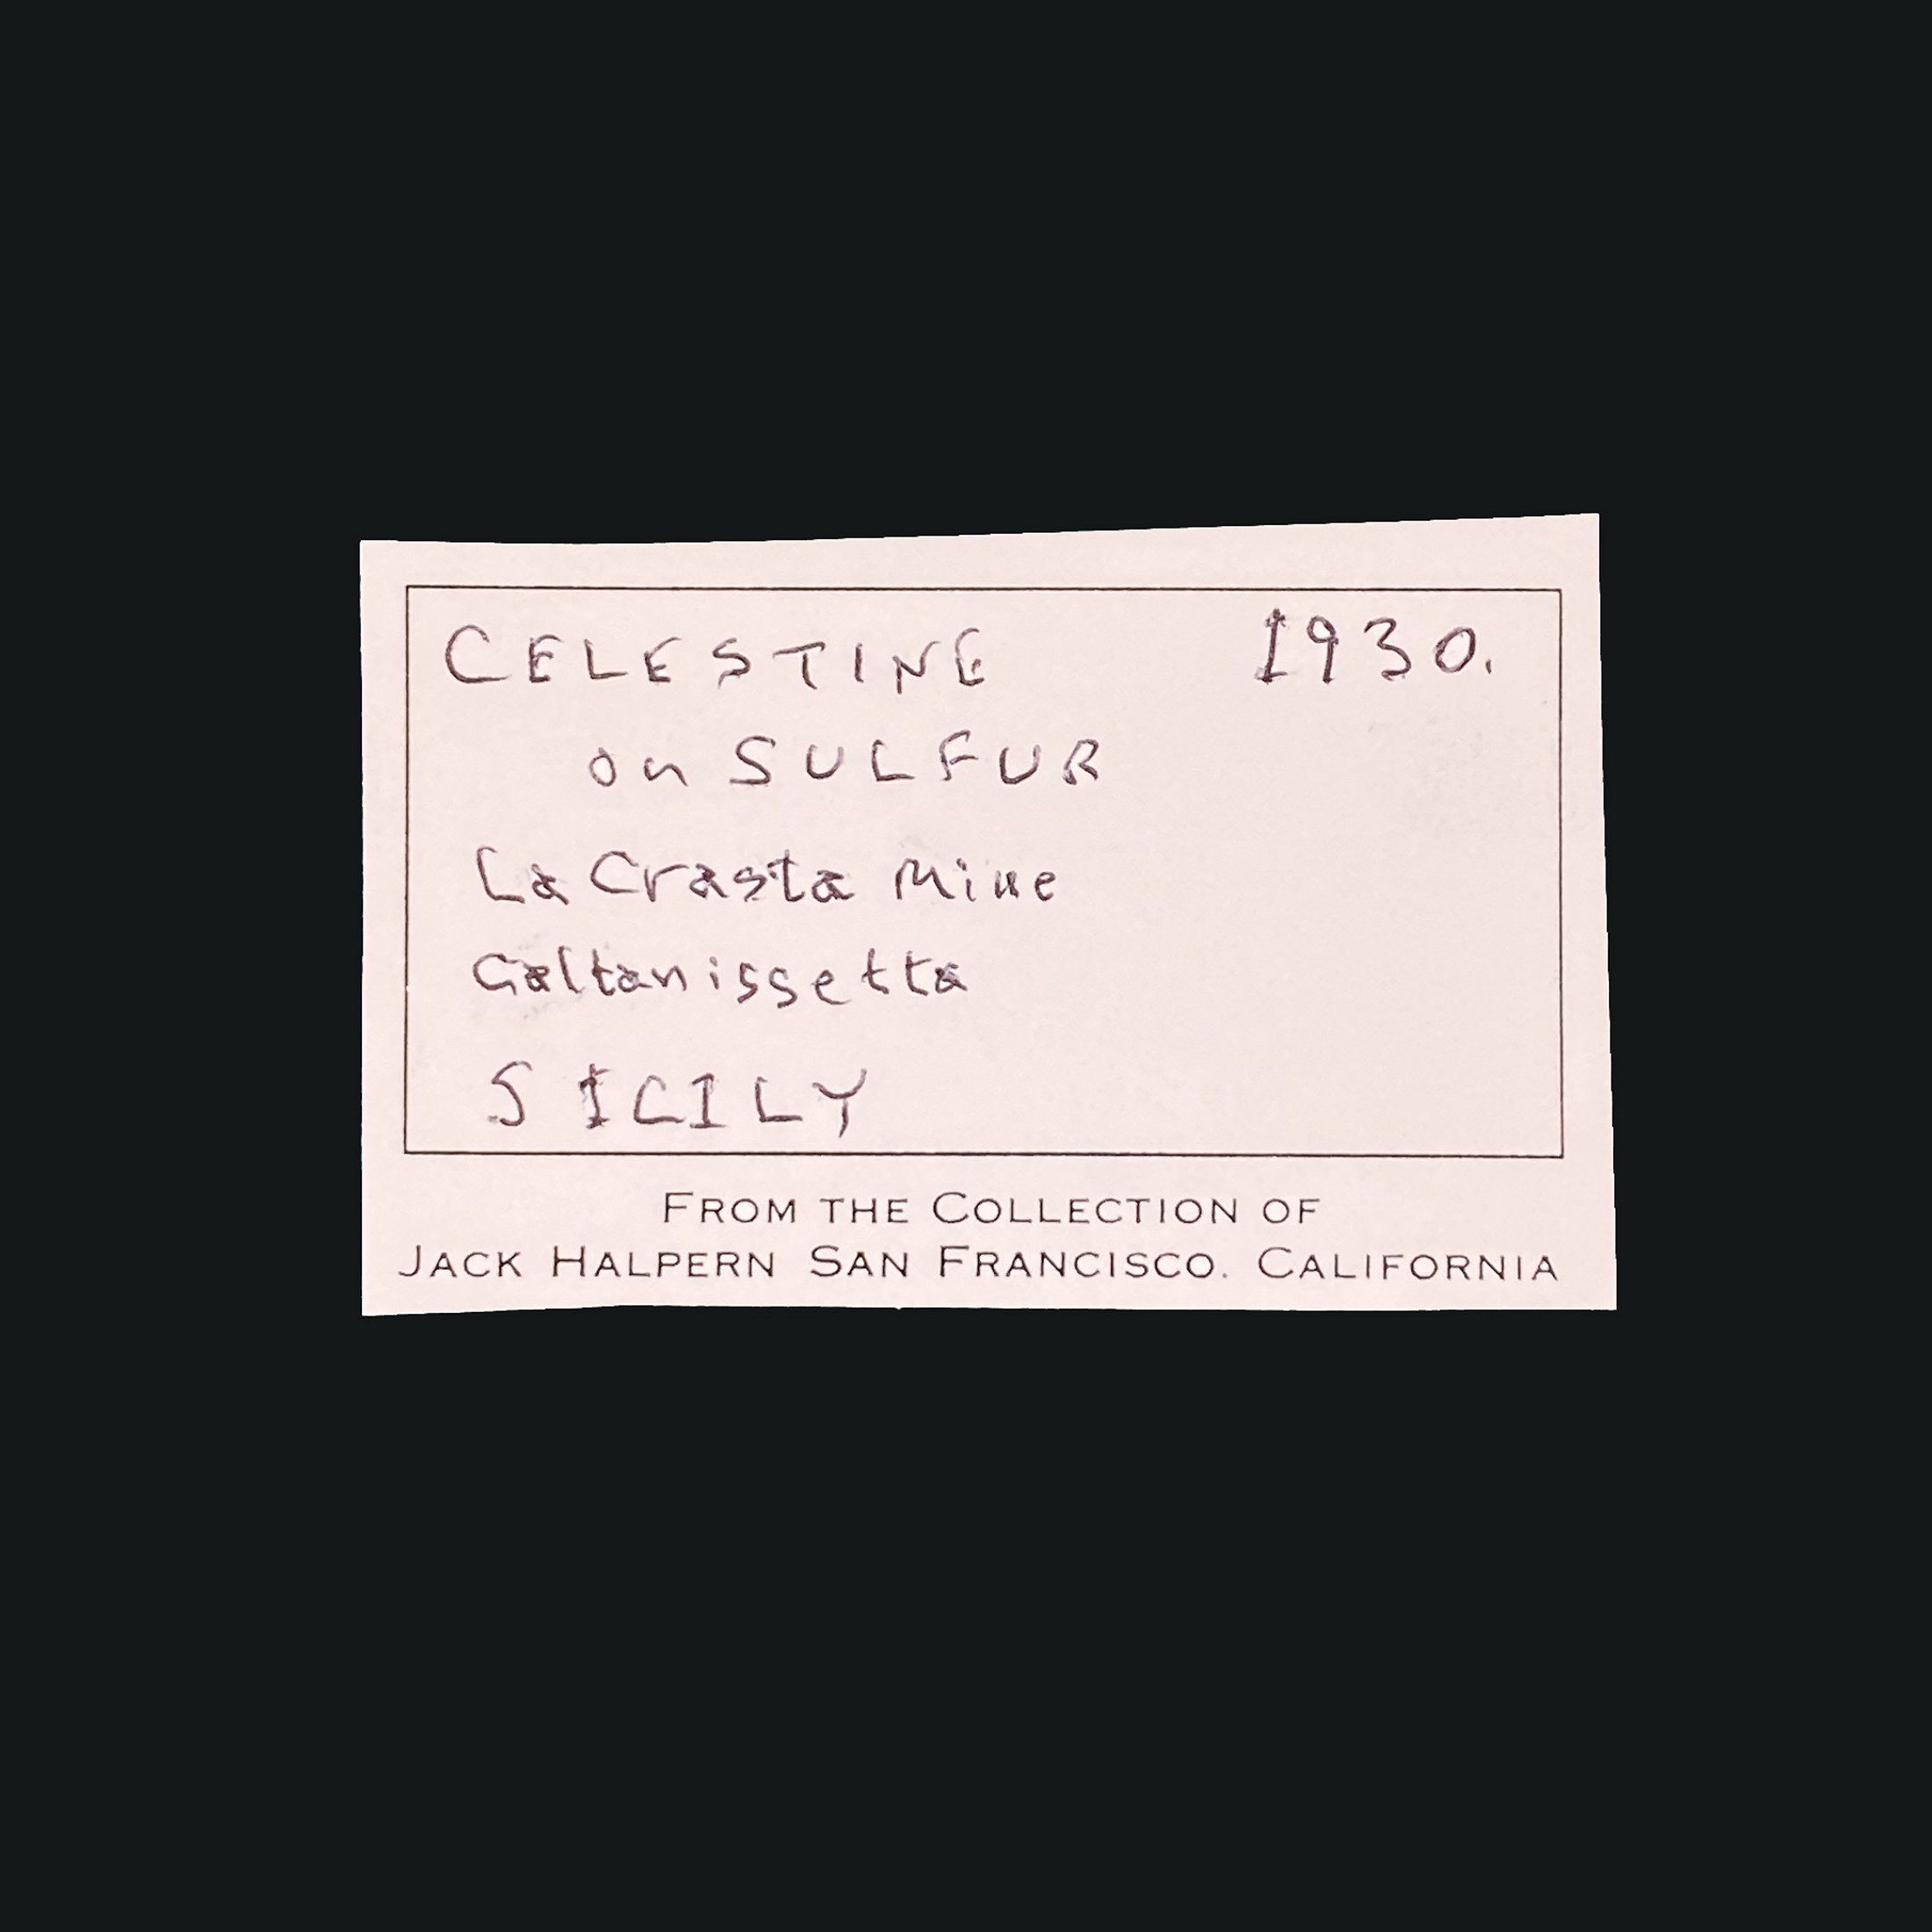 CELESTINE 1930.
on SULFUR
La Crasta Mine
Caltanissetta
SICILY
FROM THE COLLECTION OF
JACK HALPERN SAN FRANCISCO. CALIFORNIA